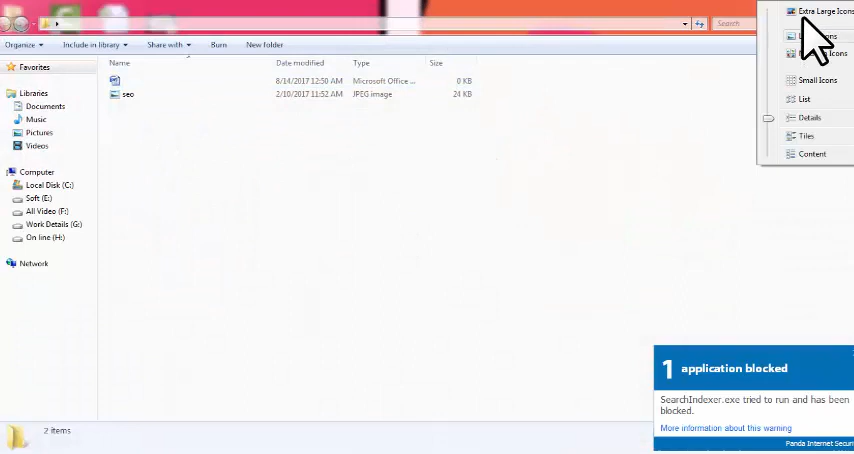 Search
Extra Large Icons
Organize
Include in library
Share with
Burn
New folder
Icons
Icons
Small Icons
List
Details
Tiles
Content
Favorites
Libraries
Documents
Music
Pictures
Videos
Computer
Local Disk (C:)
Soft (E:)
All Video (F:)
Work Details (G:)
On line (H:)
Network
Name Date modified Type Size
8/14/2017 12:50 AM Microsoft Office ... 0 KB
seo 2/10/2017 11:52 AM JPEG image 24 KB
1 application blocked
SearchIndexer.exe tried to run and has been
blocked.
More information about this warning
Panda Internet Securi
2 items